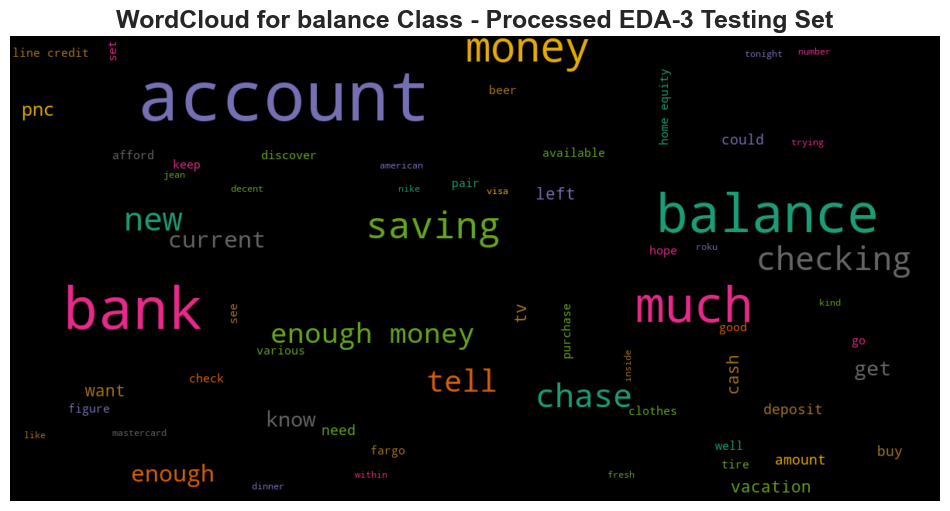 WordCloud for balance Class - Processed EDA-3 Testing Set
line credit
set
money
tonight
number
account
beer
home equity
pnc
could
trying
afford
keep
discover
american
available
jean
decent
nike
pair
visa
left
new
current
saving
balance
hope
roku
checking
bank
see
enough money
various
tv
purchase
much
good
kind
go
inside
cash
get
want
check
tell
chase
figure
know
need
clothes
deposit
like
mastercard
fargo
well
tire
amount
buy
enough
dinner
within
fresh
vacation